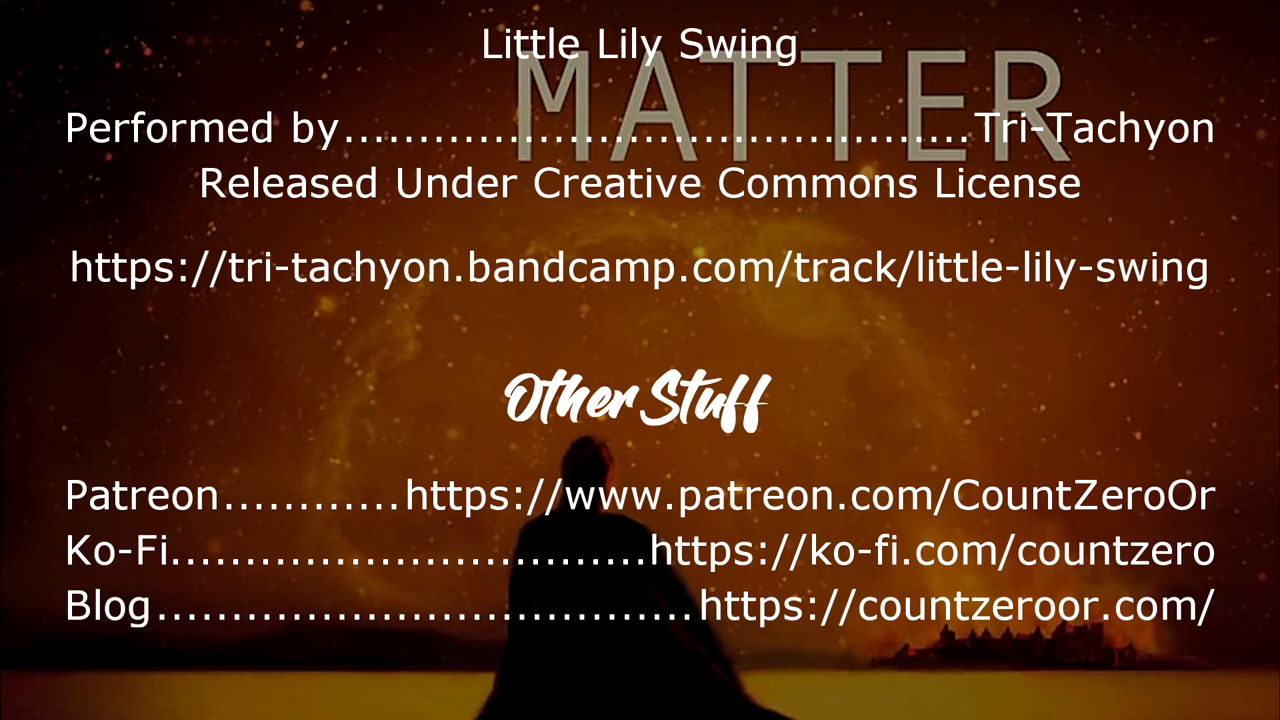 Little Lily Swing
MATTER
Performed by..........................................Tri-Tachyon
Released Under Creative Commons License
https://tri-tachyon.bandcamp.com/track/little-lily-swing
Other Stuff
Patreon............https://www.patreon.com/CountZeroOr
Ko-Fi................................https://ko-fi.com/countzero
Blog....................................https://countzeroor.com/